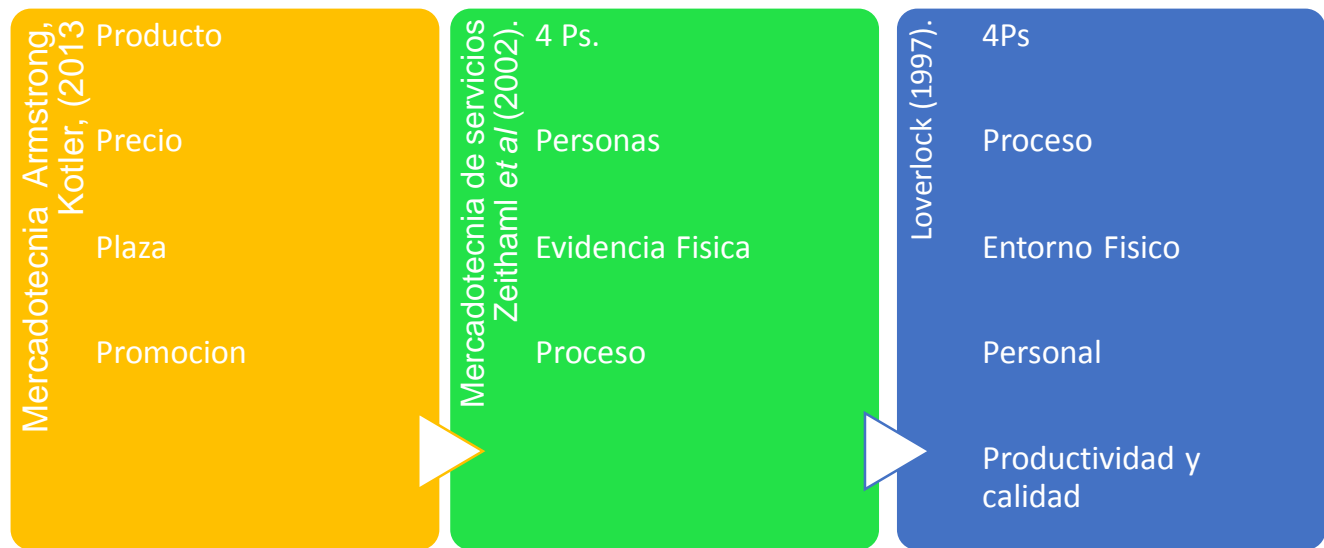 Mercadotecnia Armstrong,
Kotler, (2013
Producto
Precio
Plaza
Promocion
Mercadotecnia de servicios
Zeithaml et al (2002).
4 Ps.
Personas
Evidencia Fisica
Proceso
Loverlock (1997).
4Ps
Proceso
Entorno Fisico
Personal
Productividad y
calidad